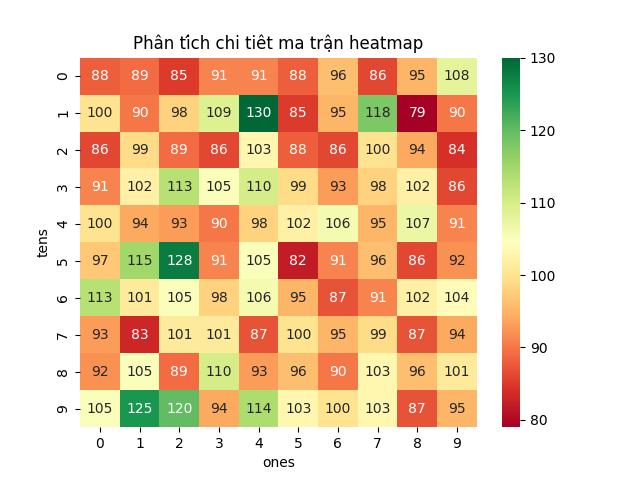 Phân tích chi tiêt ma trận heatmap
0 88 89 85 91 91 88 96 86 95 108 130
1 100 90 98 109 130 85 95 118 79 90 120
2 86 99 89 86 103 88 86 100 94 84
3 91 102 113 105 110 99 93 98 102 86 110
4 100 94 93 90 98 102 106 95 107 91
tens
5 97 115 128 91 105 82 91 96 86 92 100
6 113 101 105 98 106 95 87 91 102 104
7 93 83 101 101 87 100 95 99 87 94 90
8 92 105 89 110 93 96 90 103 96 101
9 105 125 120 94 114 103 100 103 87 95 80
0 1 2 3 4 5 6 7 8 9
ones